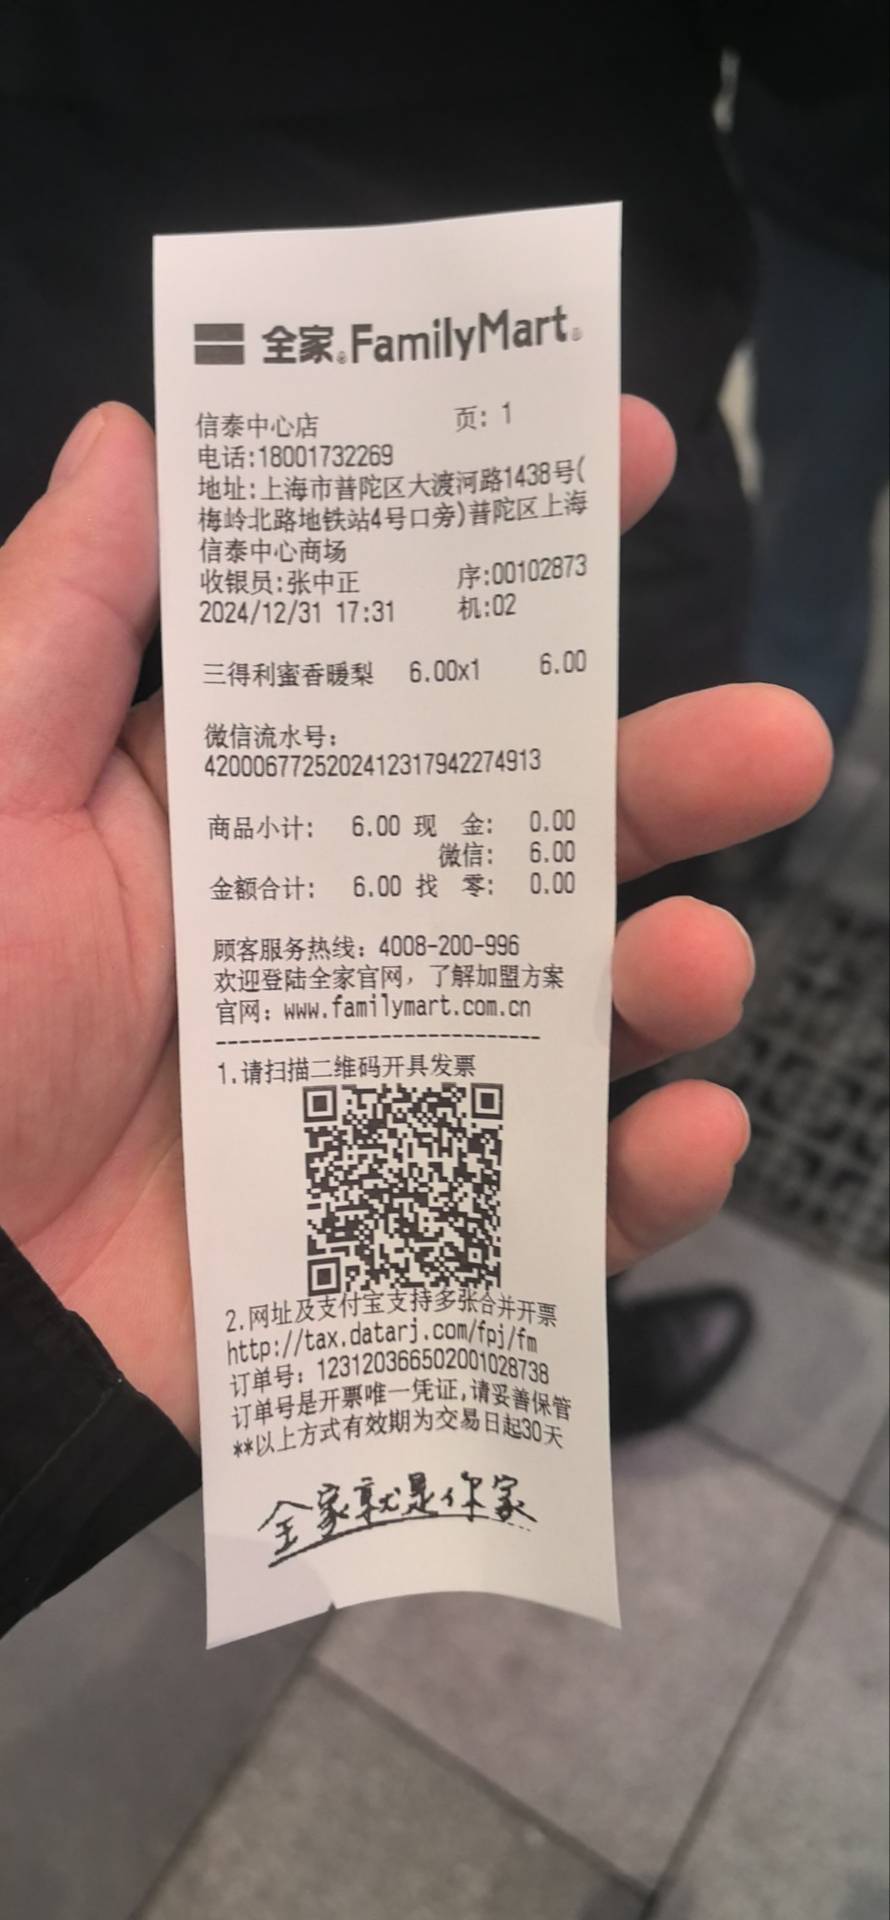 全家 FamilyMart
信泰中心店 页: 1
电话:18001732269
地址:上海市普陀区大渡河路1438号(
梅岭北路地铁站4号口旁)普陀区上海
信泰中心商场
收银员:张中正 序:00102873
2024/12/31 17:31 机:02
三得利蜜香暖梨 6.00x1 6.00
微信流水号:
4200067725202412317942274913
商品小计: 6.00 现 金: 0.00
微信: 6.00
金额合计: 6.00 找 零: 0.00
顾客服务热线: 4008-200-996
欢迎登陆全家官网，了解加盟方案
官网: www.familymart.com.cn
----------------------------
1.请扫描二维码开具发票
2.网址及支付宝支持多张合并开票
http://tax.datarj.com/fpj/fm
订单号: 123120366502001028738
订单号是开票唯一凭证,请妥善保管
**以上方式有效期为交易日起30天
全家就是你家